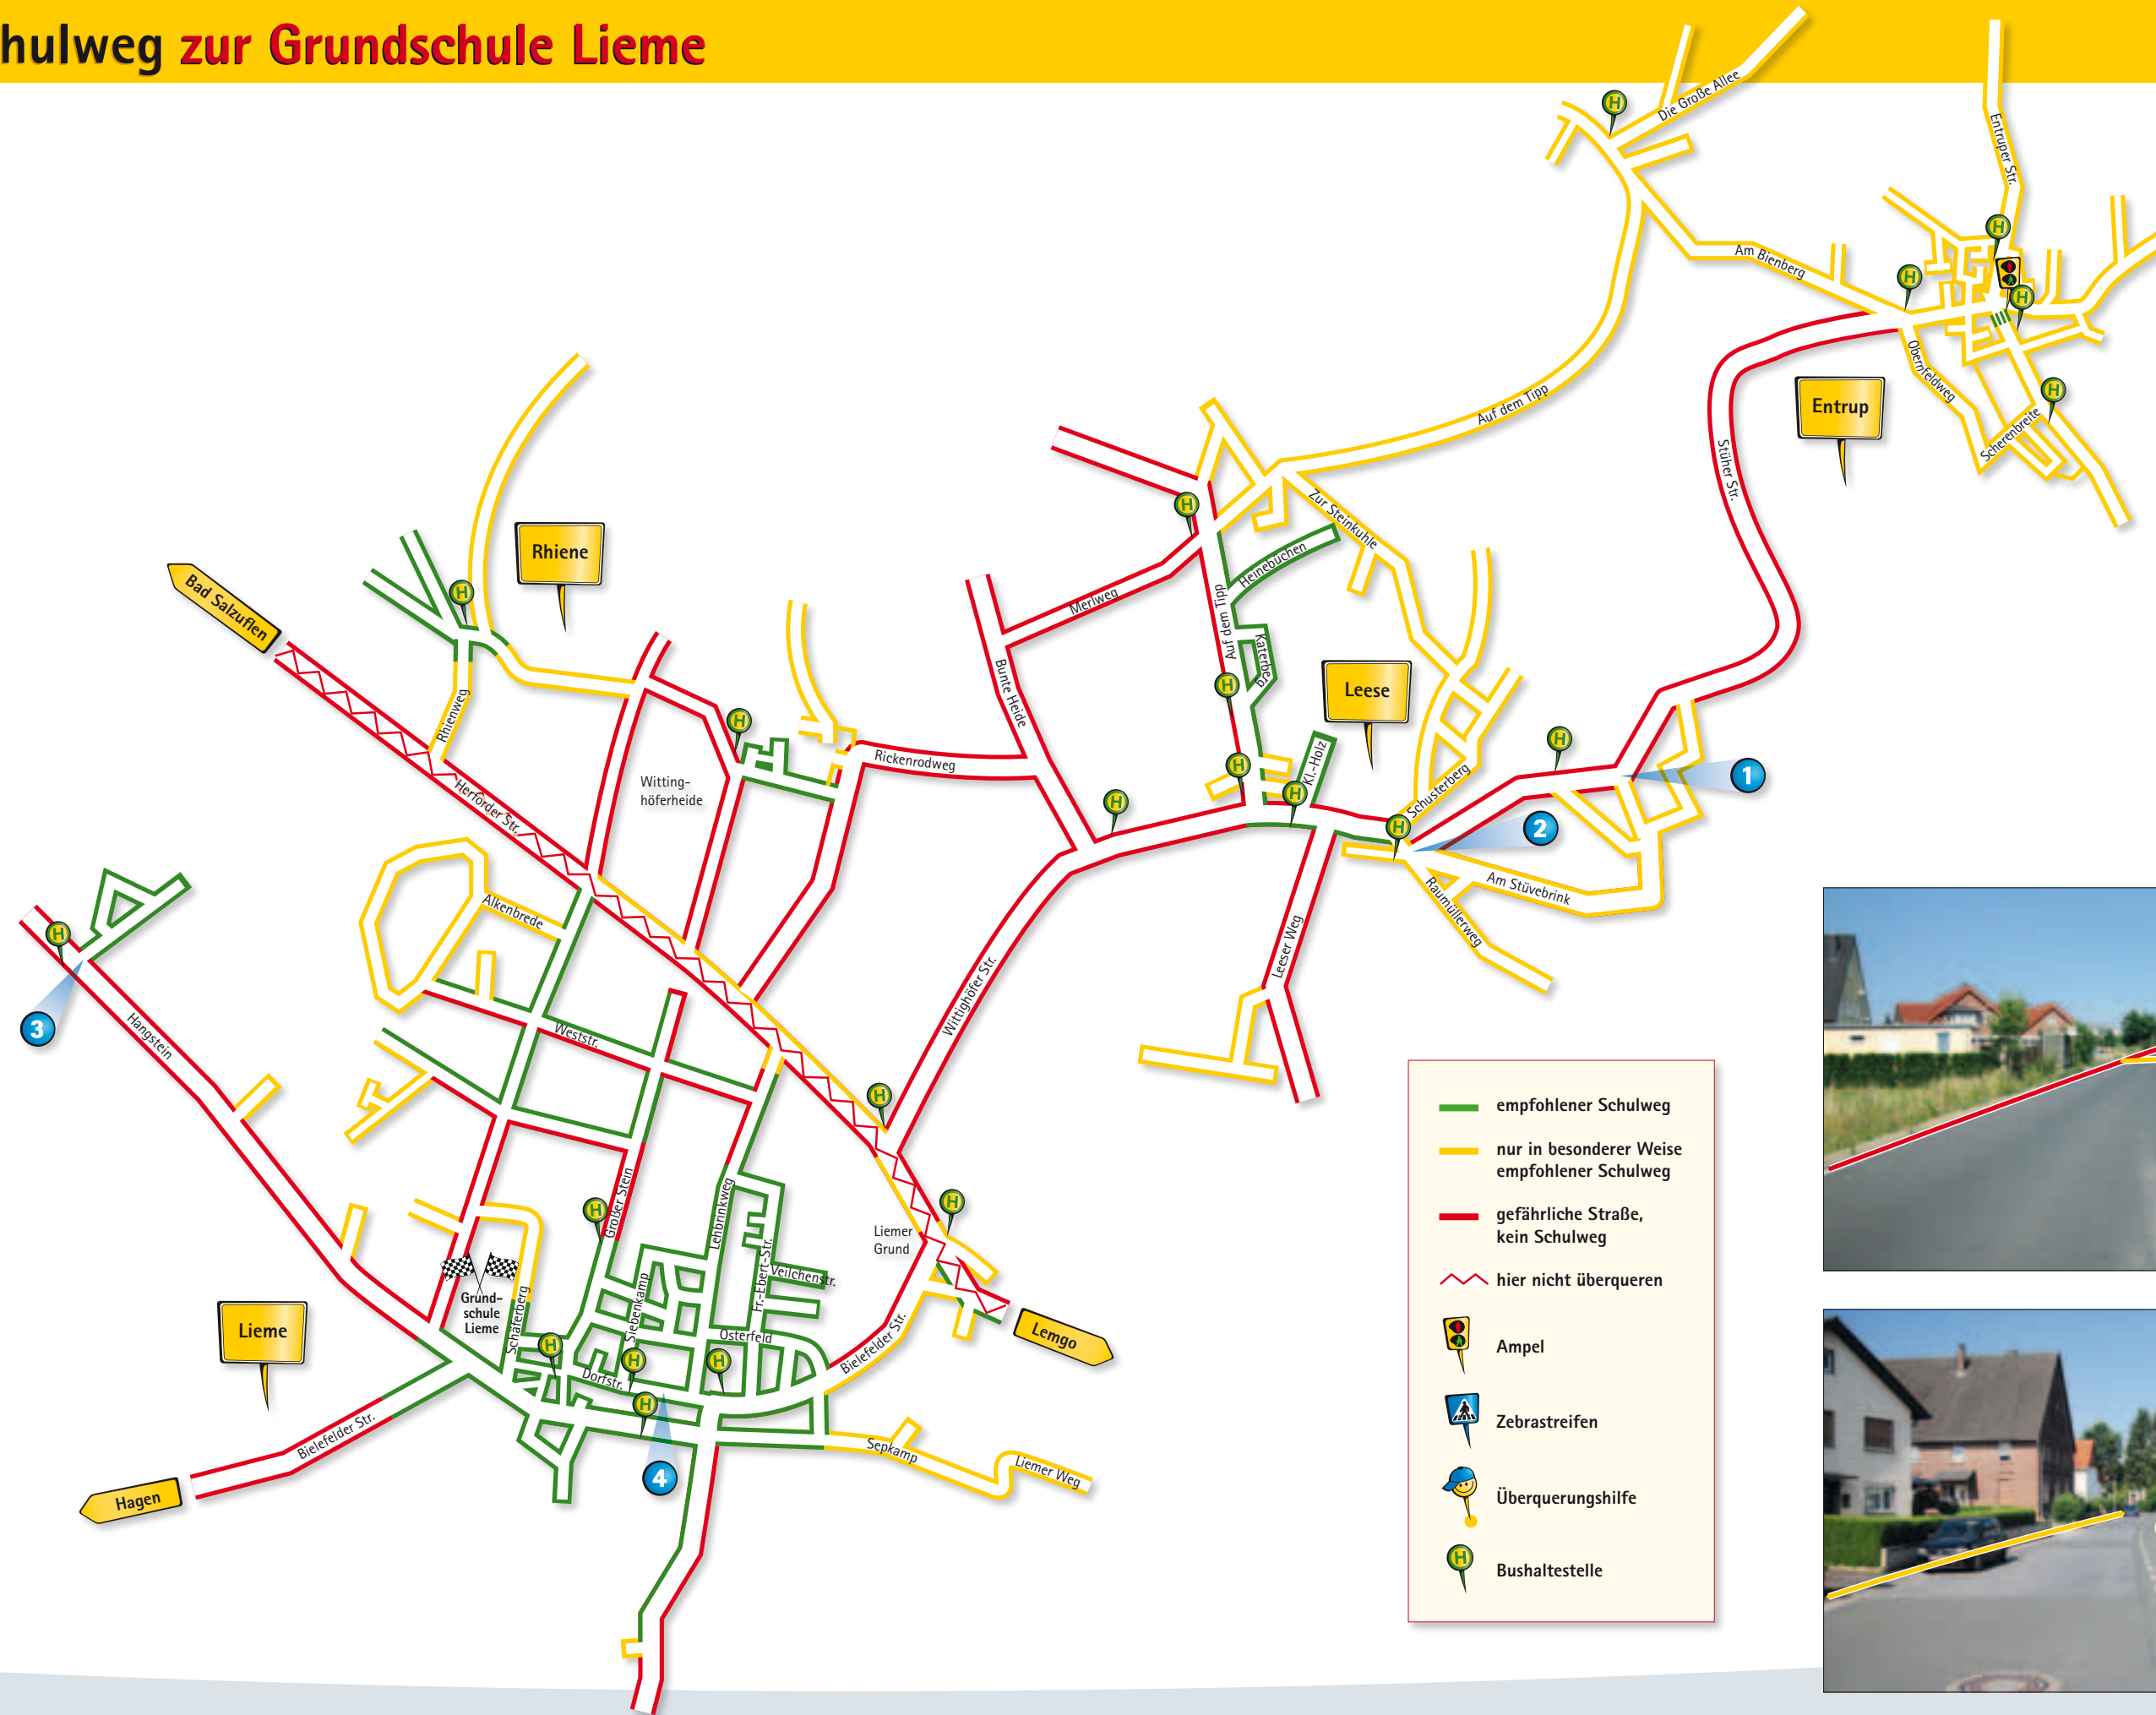 hulweg zur Grundschule Lieme
Die Große Allee
Entruper Str.
Am Bienberg
Obernfeldweg
Scherenbreite
Entrup
Stüher Str.
Auf dem Tipp
Zur Steinkuhle
Heinebüchen
Merlweg
Auf dem Tipp
Katerberg
Bunte Heide
Leese
Kl.-Holz
Schusterberg
Rhiene
Bad Salzuflen
Rhienweg
Herforder Str.
Witting-
höferheide
Rickenrodweg
1
2
Am Stüvebrink
Raumüllerweg
Leeser Weg
Wittighöfer Str.
Alkenbrede
Weststr.
3
Hangstein
Großer Stein
Lehbrinkweg
Liemer
Grund
Fr.-Ebert-Str.
Veilchenstr.
Siebenkamp
Grund-
schule
Lieme
Schäferberg
Osterfeld
Dorfstr.
Bielefelder Str.
Lieme
Lemgo
Bielefelder Str.
Hagen
4
Sepkamp
Liemer Weg
empfohlener Schulweg
nur in besonderer Weise
empfohlener Schulweg
gefährliche Straße,
kein Schulweg
hier nicht überqueren
Ampel
Zebrastreifen
Überquerungshilfe
H
Bushaltestelle